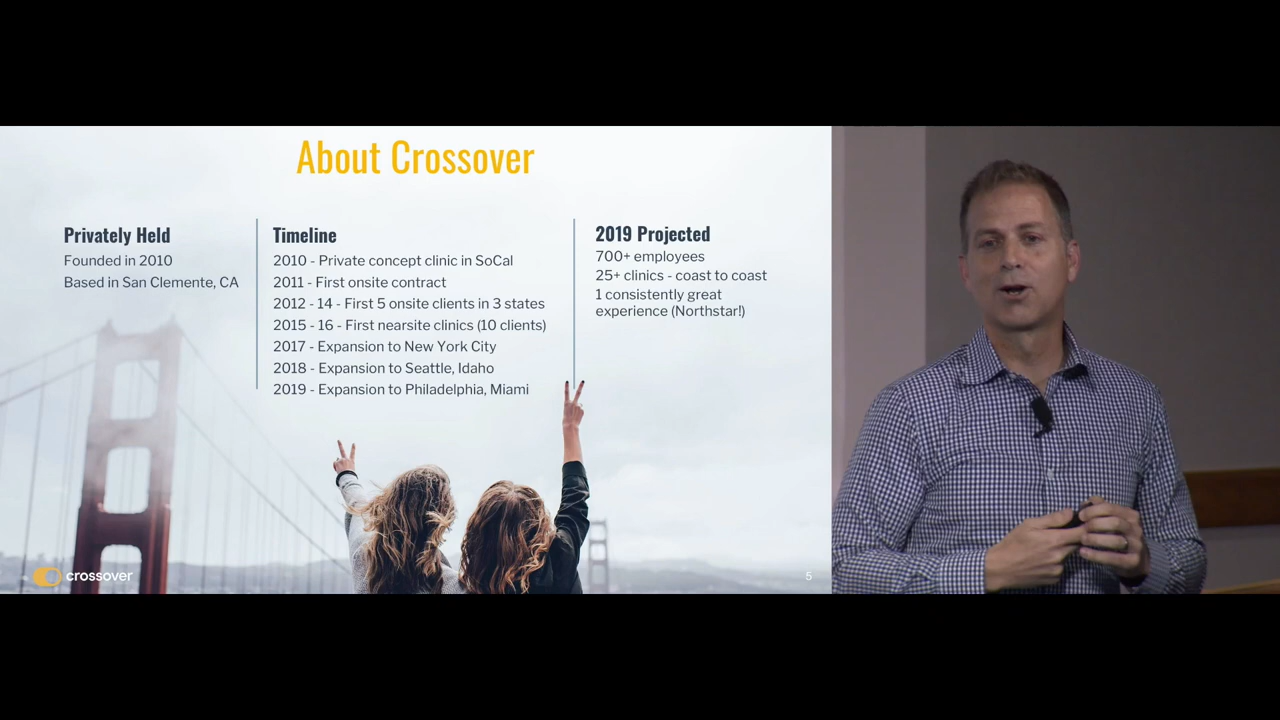 About Crossover
Privately Held
Founded in 2010
Based in San Clemente, CA
Timeline
2010 - Private concept clinic in SoCal
2011 - First onsite contract
2012 - 14 - First 5 onsite clients in 3 states
2015 - 16 - First nearsite clinics (10 clients)
2017 - Expansion to New York City
2018 - Expansion to Seattle, Idaho
2019 - Expansion to Philadelphia, Miami
2019 Projected
700+ employees
25+ clinics - coast to coast
1 consistently great
experience (Northstar!)
crossover
5